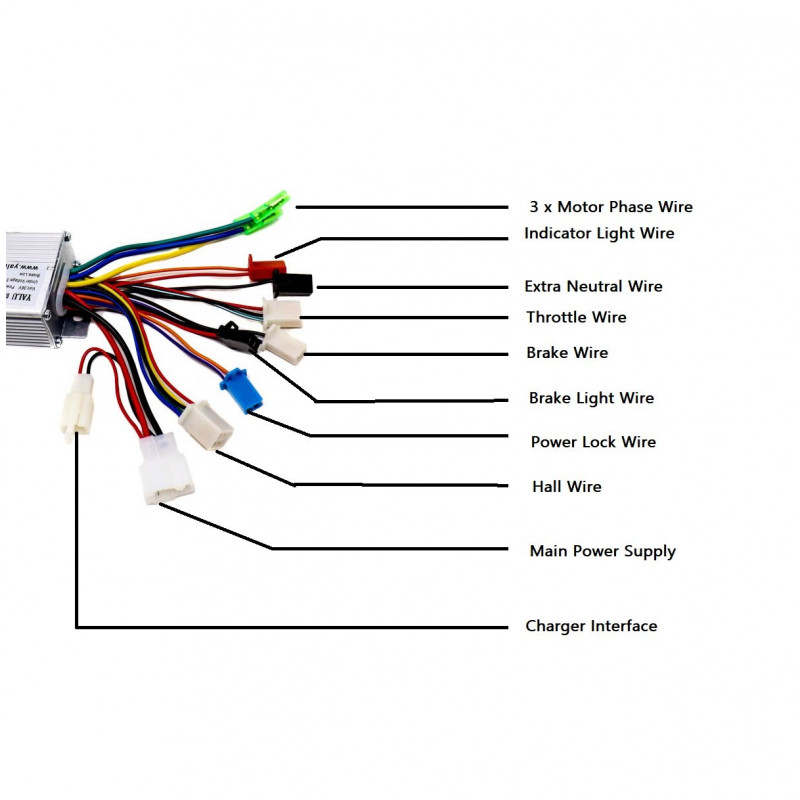 3 x Motor Phase Wire
Indicator Light Wire
Extra Neutral Wire
Throttle Wire
Brake Wire
Brake Light Wire
Power Lock Wire
Hall Wire
Main Power Supply
Charger Interface
YALU